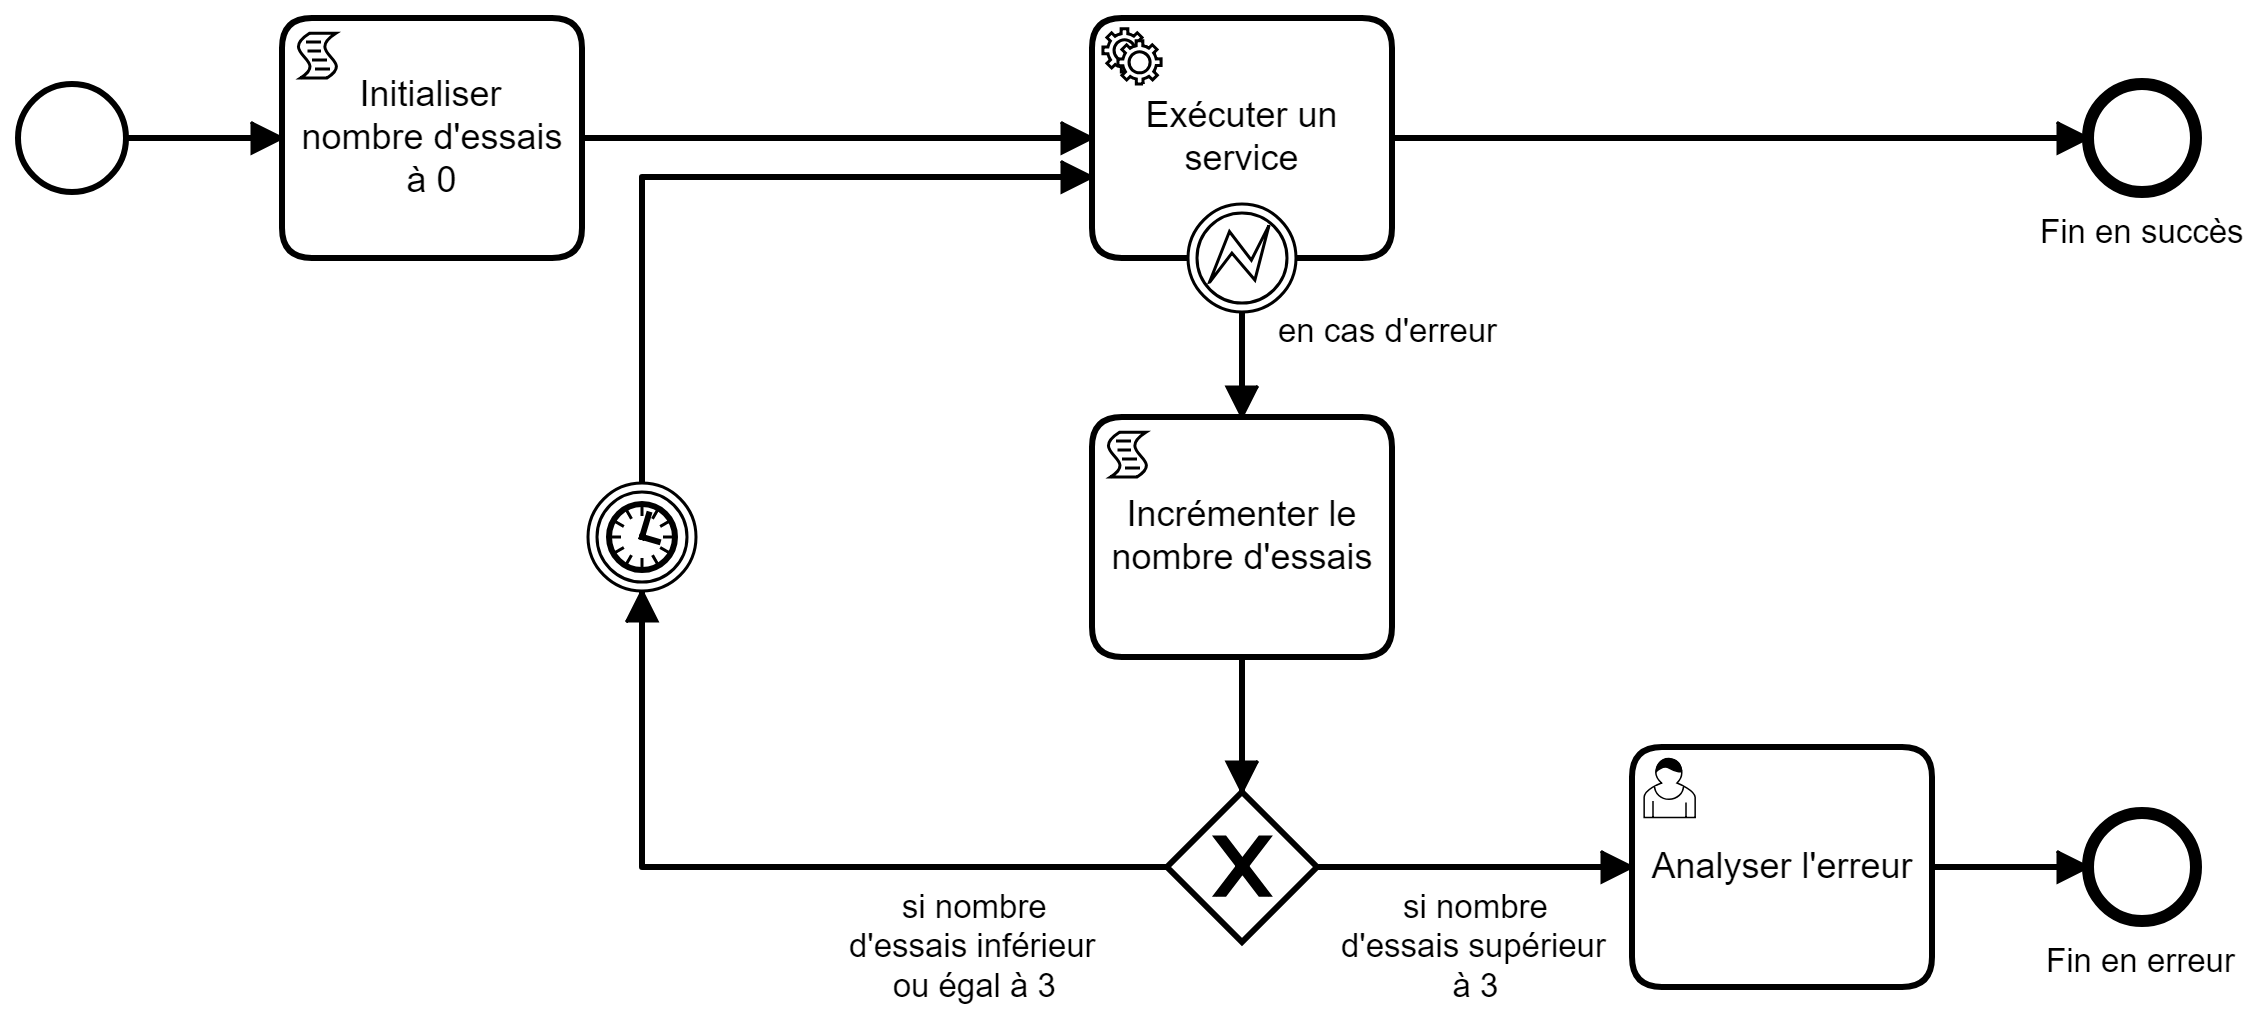 Initialiser
nombre d'essais
à 0
Exécuter un
service
Fin en succès
en cas d'erreur
Incrémenter le
nombre d'essais
X
si nombre
d'essais inférieur
ou égal à 3
si nombre
d'essais supérieur
à 3
Analyser l'erreur
Fin en erreur